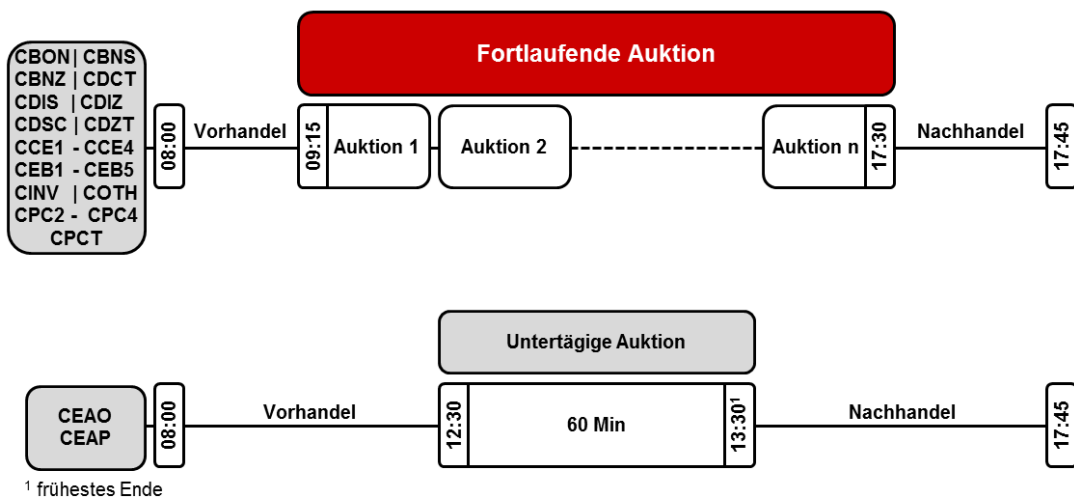 CBON | CBNS
CBNZ | CDCT
CDIS | CDIZ
CDSC | CDZT
CCE1 - CCE4
CEB1 - CEB5
CINV | COTH
CPC2 - CPC4
CPCT
08:00
Vorhandel
Fortlaufende Auktion
09:15
Auktion 1
Auktion 2
Auktion n
17:30
Nachhandel
17:45
Untertägige Auktion
CEAO
CEAP
08:00
Vorhandel
12:30
60 Min
13:30¹
Nachhandel
17:45
¹ frühestes Ende